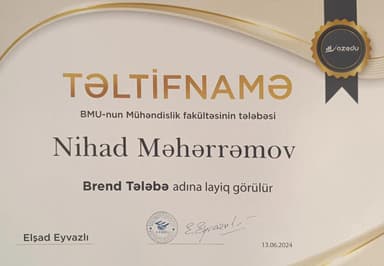 azedu
TƏLTİFNAMƏ
BMU-nun Mühəndislik fakültəsinin tələbəsi
Nihad Məhərrəmov
Brend Tələbə adına layiq görülür
Elşad Eyvazlı
E.Eyvazlı
13.06.2024